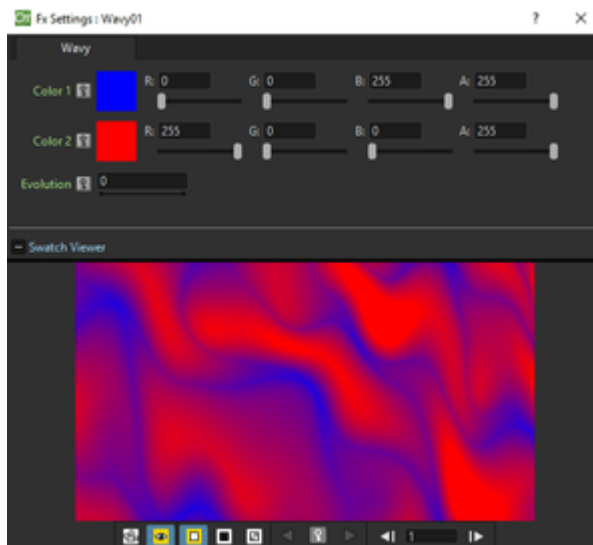 Fx Settings : Wavy01
Wavy
Color 1 R: 0 G: 0 B: 255 A: 255
Color 2 R: 255 G: 0 B: 0 A: 255
Evolution 0
Swatch Viewer
1